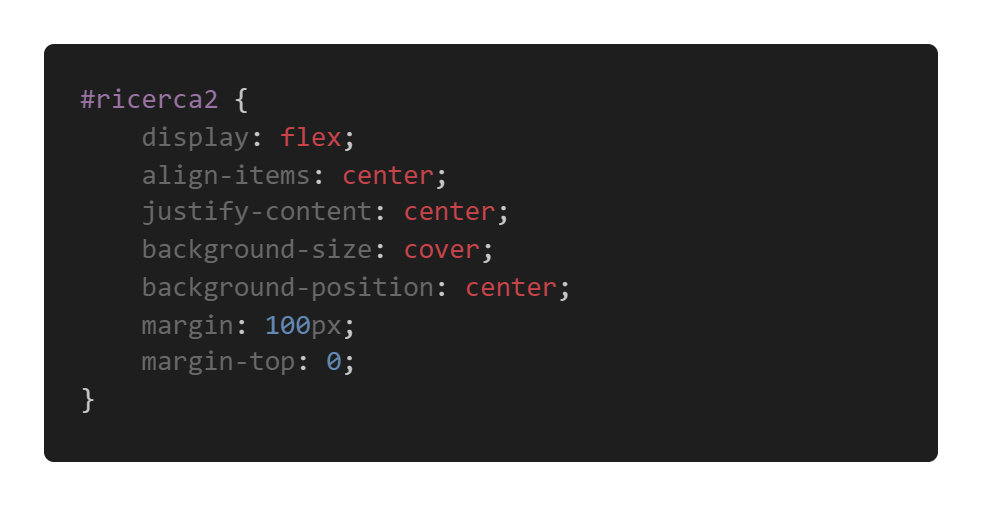 #ricerca2 {
    display: flex;
    align-items: center;
    justify-content: center;
    background-size: cover;
    background-position: center;
    margin: 100px;
    margin-top: 0;
}